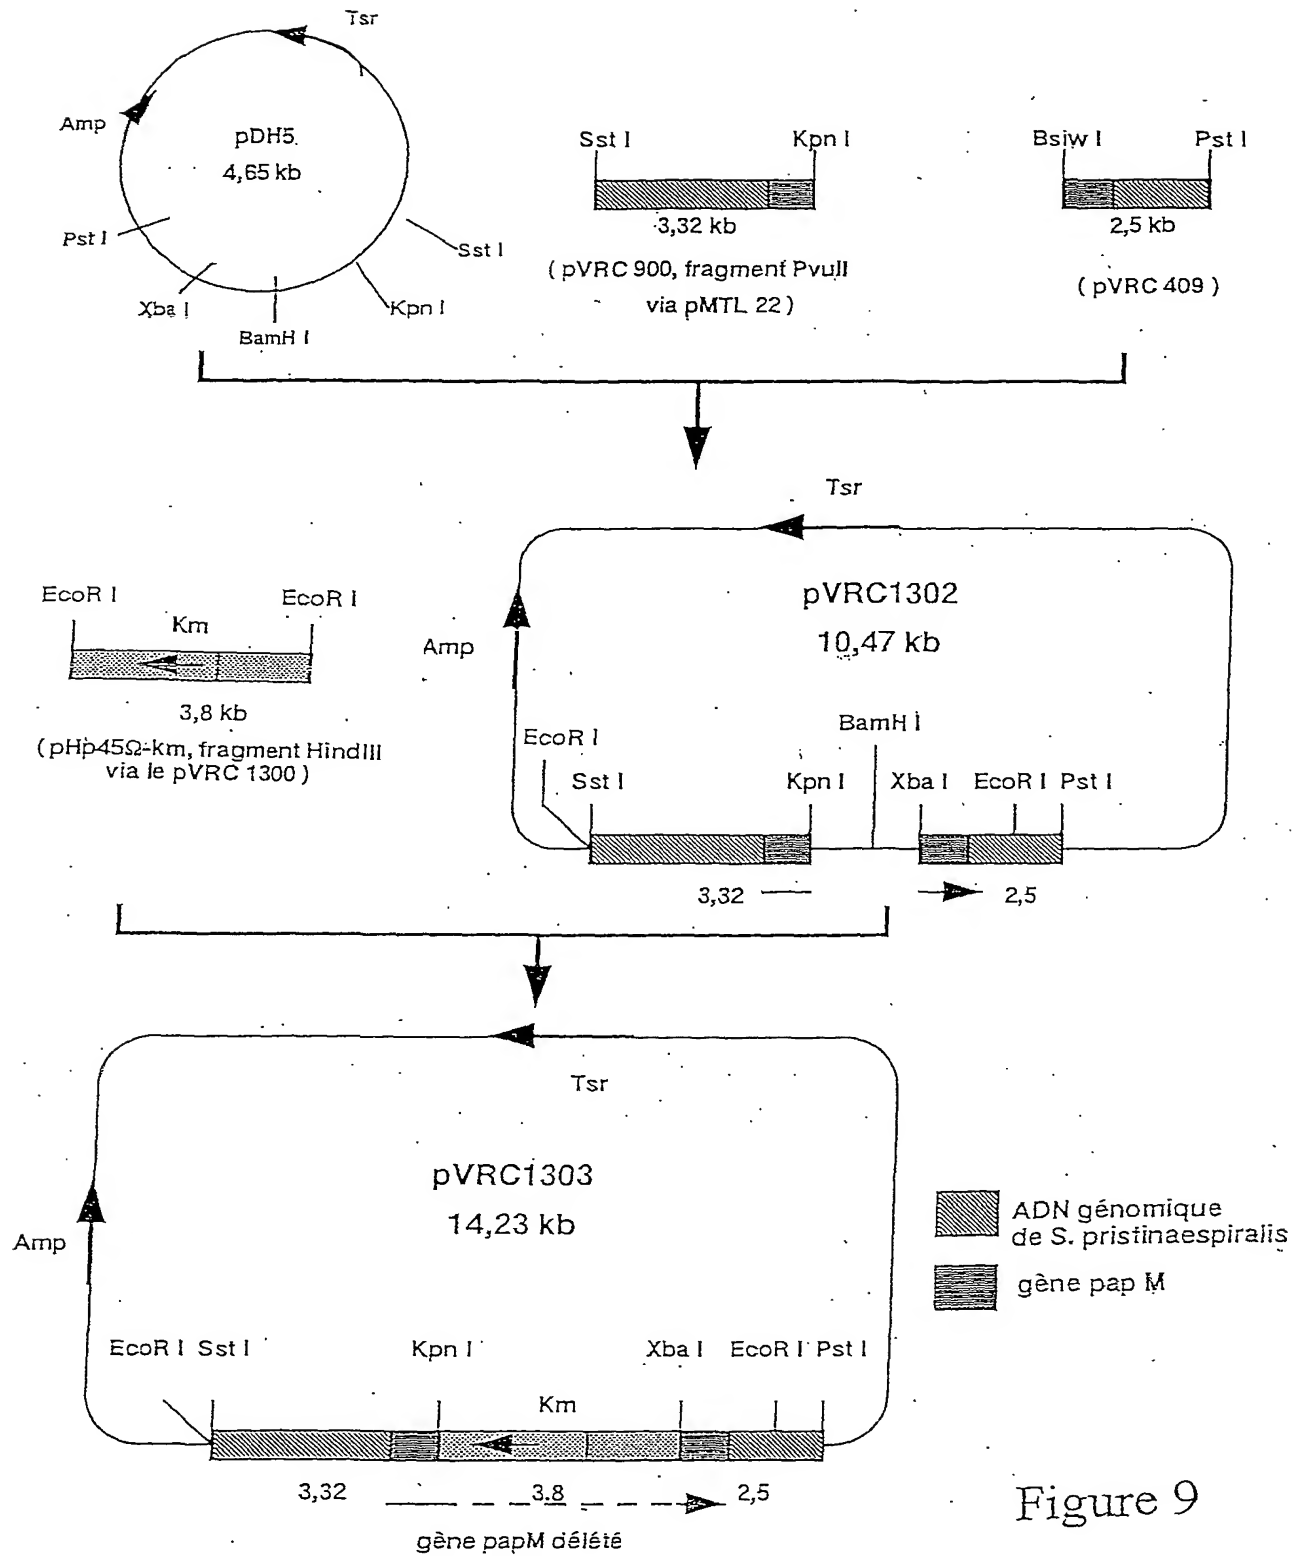 Tsr
Amp
pDH5
4,65 kb
Pst I
Xba I
BamH I
Kpn I
Sst I
Sst I
Kpn I
3,32 kb
( pVRC 900, fragment PvuII
via pMTL 22 )
Bsiw I
Pst I
2,5 kb
( pVRC 409 )
EcoR I
EcoR I
Km
3,8 kb
( pHp45Ω-km, fragment HindIII
via le pVRC 1300 )
Tsr
pVRC1302
10,47 kb
Amp
EcoR I
Sst I
Kpn I
BamH I
Xba I
EcoR I
Pst I
3,32
2,5
Tsr
pVRC1303
14,23 kb
Amp
EcoR I
Sst I
Kpn I
Km
Xba I
EcoR I
Pst I
3,32
3.8
2,5
gène papM délété
ADN génomique
de S. pristinaespiralis
gène pap M
Figure 9